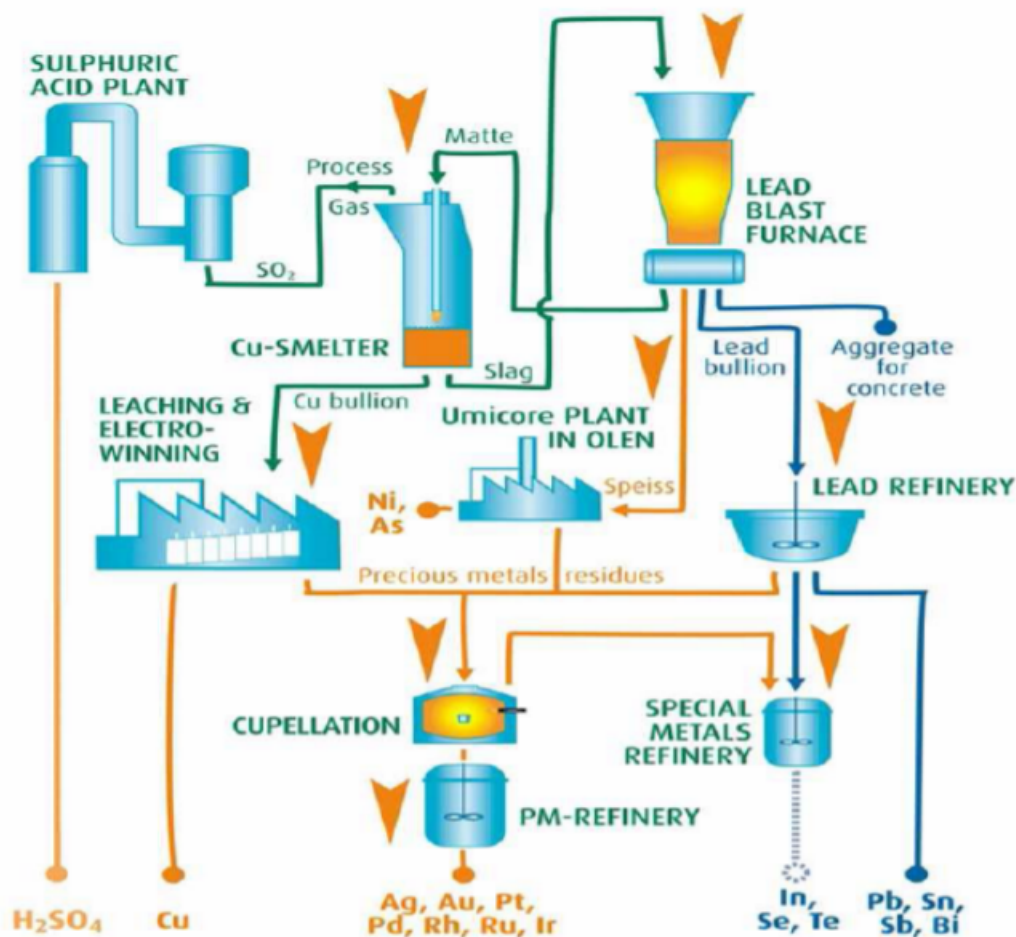 SULPHURIC
ACID PLANT
Matte
Process
Gas
LEAD
BLAST
FURNACE
SO₂
Cu-SMELTER
Slag
Cu bullion
Lead
bullion
Aggregate
for
concrete
LEACHING &
ELECTRO-
WINNING
Umicore PLANT
IN OLEN
Ni,
As
Speiss
LEAD REFINERY
Precious metals residues
CUPELLATION
SPECIAL
METALS
REFINERY
PM-REFINERY
H₂SO₄
Cu
Ag, Au, Pt,
Pd, Rh, Ru, Ir
In,
Se, Te
Pb, Sn,
Sb, Bi